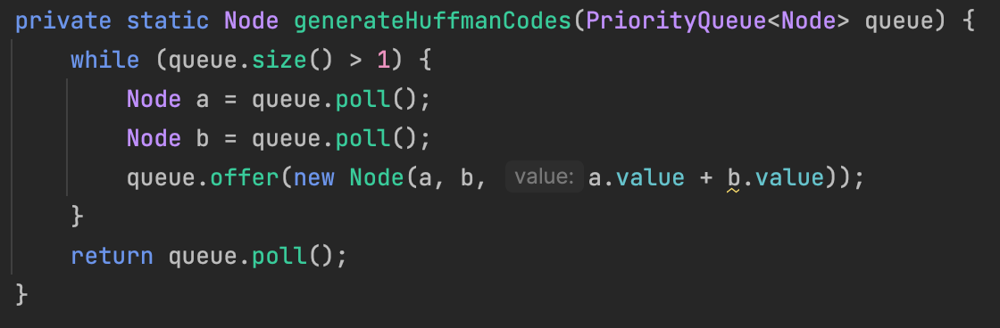 private static Node generateHuffmanCodes(PriorityQueue<Node> queue) {
    while (queue.size() > 1) {
        Node a = queue.poll();
        Node b = queue.poll();
        queue.offer(new Node(a, b, value: a.value + b.value));
    }
    return queue.poll();
}